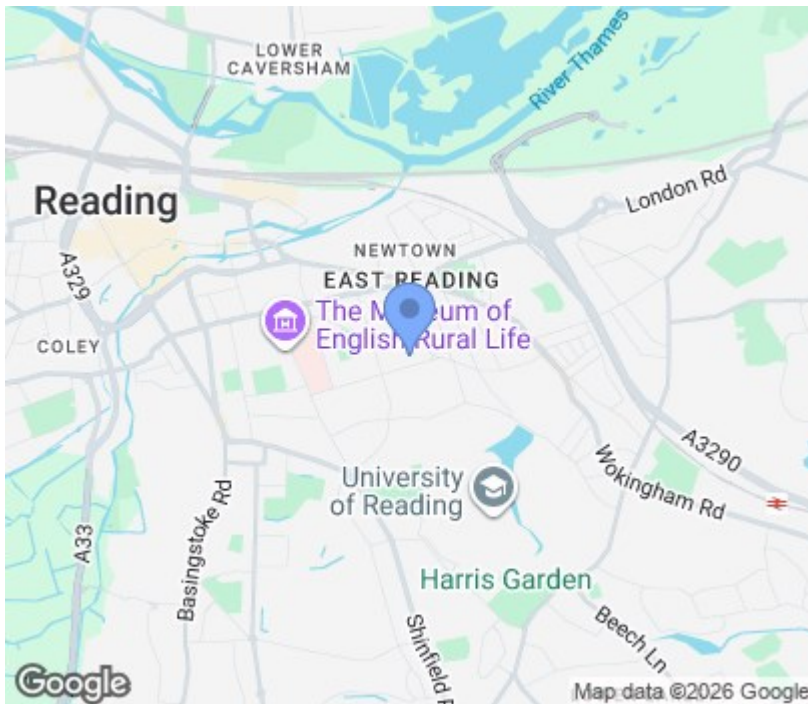 LOWER
CAVERSHAM
River Thames
London Rd
Reading
NEWTOWN
EAST READING
A329
The M um of
English Rural Life
COLEY
A3290
Wokingham Rd
University
of Reading
A33
Basingstoke Rd
Harris Garden
Shinfield R
Beech Ln
Google
Map data ©2026 Google